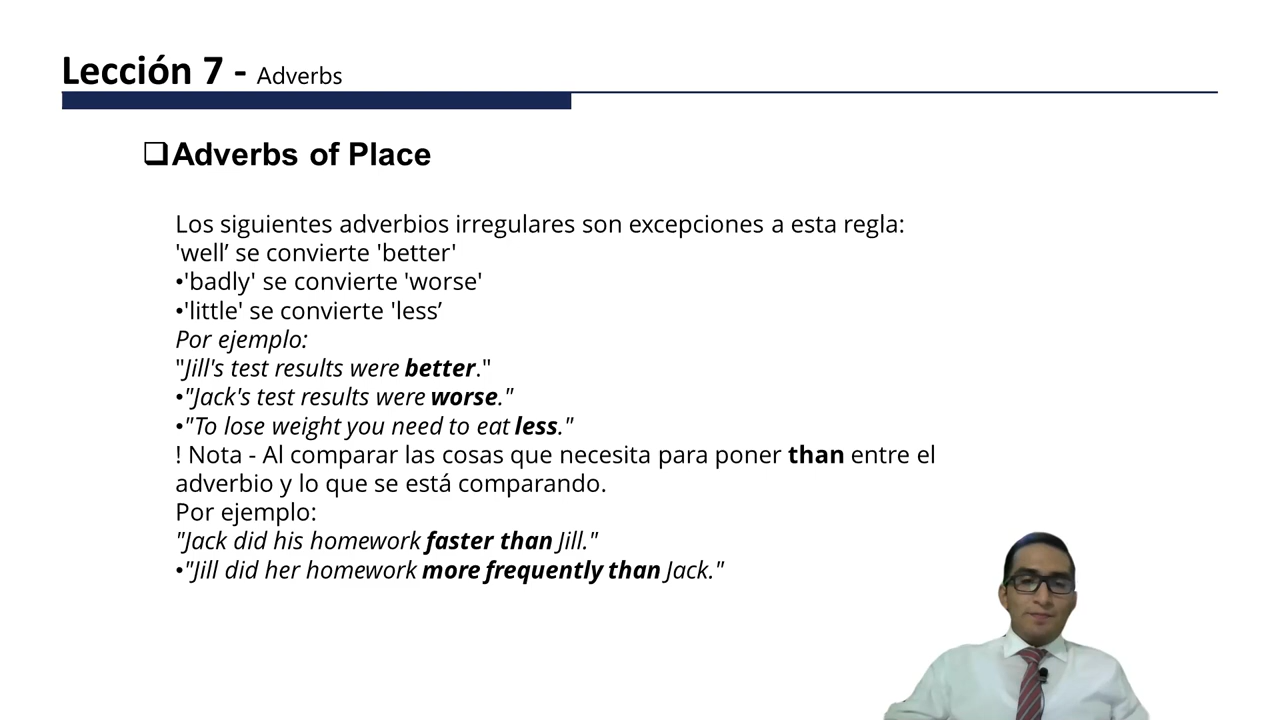 Lección 7 - Adverbs
❑Adverbs of Place
Los siguientes adverbios irregulares son excepciones a esta regla:
'well’ se convierte 'better'
•'badly' se convierte 'worse'
•'little' se convierte 'less’
Por ejemplo:
"Jill's test results were better."
•"Jack's test results were worse."
•"To lose weight you need to eat less."
! Nota - Al comparar las cosas que necesita para poner than entre el
adverbio y lo que se está comparando.
Por ejemplo:
"Jack did his homework faster than Jill."
•"Jill did her homework more frequently than Jack."